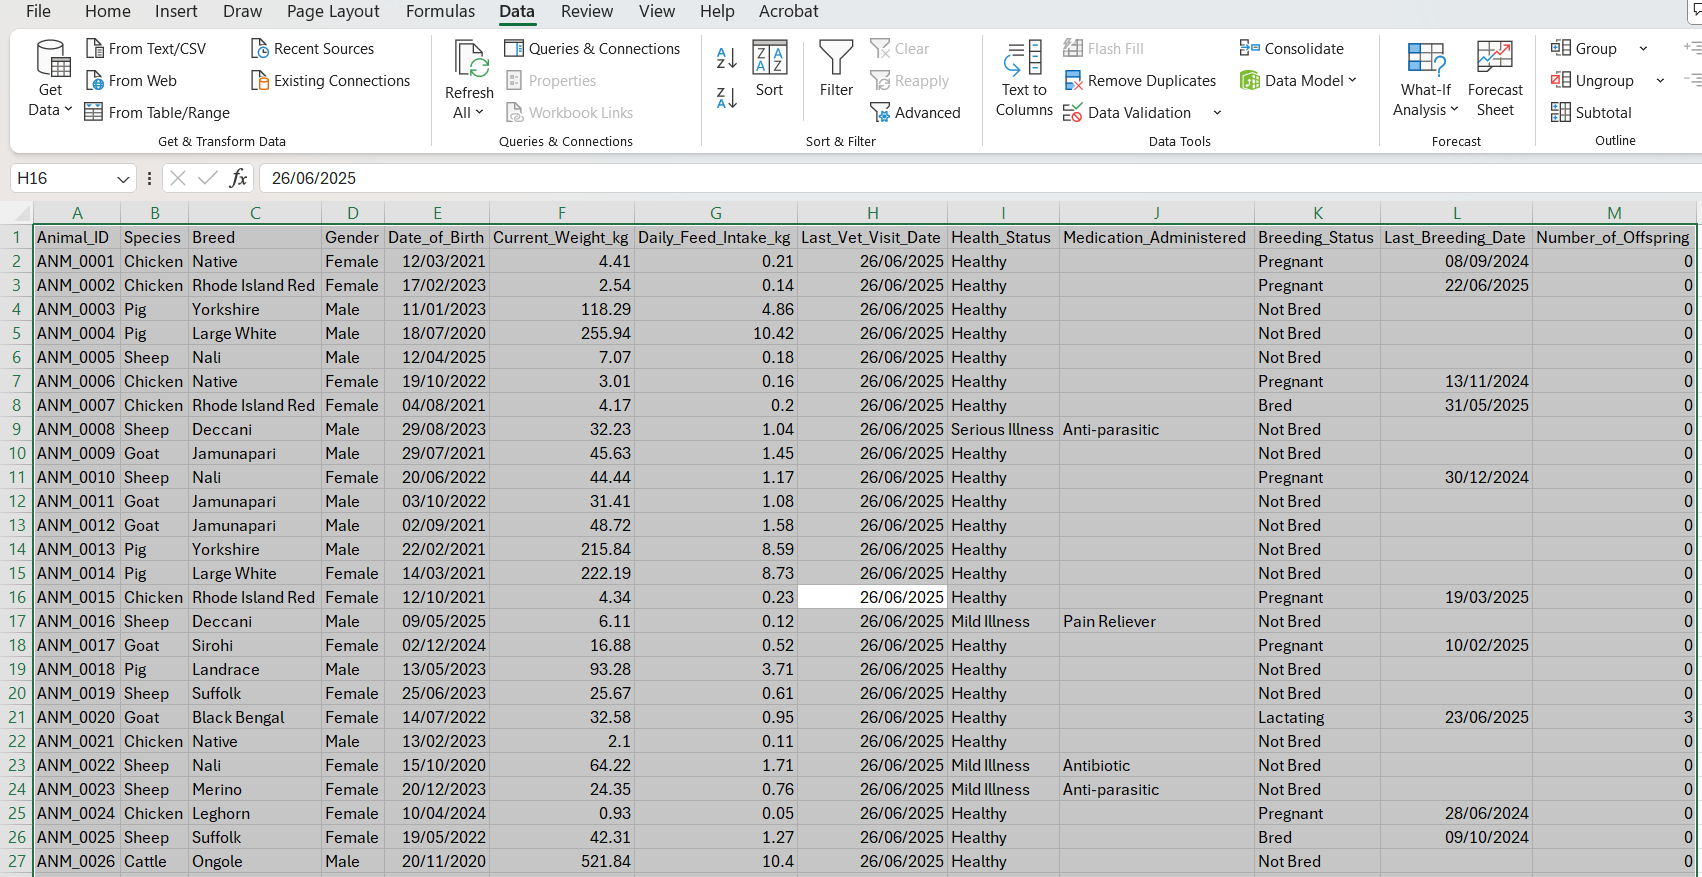 File Home Insert Draw Page Layout Formulas Data Review View Help Acrobat
From Text/CSV Recent Sources Queries & Connections Clear Flash Fill Consolidate Group
From Web Existing Connections Properties Reapply Remove Duplicates Data Model Ungroup
Get Data From Table/Range Refresh All Workbook Links Sort Filter Advanced Text to Columns Data Validation What-If Analysis Forecast Sheet Subtotal
Get & Transform Data Queries & Connections Sort & Filter Data Tools Forecast Outline
H16 fx 26/06/2025
A B C D E F G H I J K L M
1 Animal_ID Species Breed Gender Date_of_Birth Current_Weight_kg Daily_Feed_Intake_kg Last_Vet_Visit_Date Health_Status Medication_Administered Breeding_Status Last_Breeding_Date Number_of_Offspring
2 ANM_0001 Chicken Native Female 12/03/2021 4.41 0.21 26/06/2025 Healthy Pregnant 08/09/2024 0
3 ANM_0002 Chicken Rhode Island Red Female 17/02/2023 2.54 0.14 26/06/2025 Healthy Pregnant 22/06/2025 0
4 ANM_0003 Pig Yorkshire Male 11/01/2023 118.29 4.86 26/06/2025 Healthy Not Bred 0
5 ANM_0004 Pig Large White Male 18/07/2020 255.94 10.42 26/06/2025 Healthy Not Bred 0
6 ANM_0005 Sheep Nali Male 12/04/2025 7.07 0.18 26/06/2025 Healthy Not Bred 0
7 ANM_0006 Chicken Native Female 19/10/2022 3.01 0.16 26/06/2025 Healthy Pregnant 13/11/2024 0
8 ANM_0007 Chicken Rhode Island Red Female 04/08/2021 4.17 0.2 26/06/2025 Healthy Bred 31/05/2025 0
9 ANM_0008 Sheep Deccani Male 29/08/2023 32.23 1.04 26/06/2025 Serious Illness Anti-parasitic Not Bred 0
10 ANM_0009 Goat Jamunapari Male 29/07/2021 45.63 1.45 26/06/2025 Healthy Not Bred 0
11 ANM_0010 Sheep Nali Female 20/06/2022 44.44 1.17 26/06/2025 Healthy Pregnant 30/12/2024 0
12 ANM_0011 Goat Jamunapari Male 03/10/2022 31.41 1.08 26/06/2025 Healthy Not Bred 0
13 ANM_0012 Goat Jamunapari Male 02/09/2021 48.72 1.58 26/06/2025 Healthy Not Bred 0
14 ANM_0013 Pig Yorkshire Male 22/02/2021 215.84 8.59 26/06/2025 Healthy Not Bred 0
15 ANM_0014 Pig Large White Female 14/03/2021 222.19 8.73 26/06/2025 Healthy Not Bred 0
16 ANM_0015 Chicken Rhode Island Red Female 12/10/2021 4.34 0.23 26/06/2025 Healthy Pregnant 19/03/2025 0
17 ANM_0016 Sheep Deccani Male 09/05/2025 6.11 0.12 26/06/2025 Mild Illness Pain Reliever Not Bred 0
18 ANM_0017 Goat Sirohi Female 02/12/2024 16.88 0.52 26/06/2025 Healthy Pregnant 10/02/2025 0
19 ANM_0018 Pig Landrace Male 13/05/2023 93.28 3.71 26/06/2025 Healthy Not Bred 0
20 ANM_0019 Sheep Suffolk Female 25/06/2023 25.67 0.61 26/06/2025 Healthy Not Bred 0
21 ANM_0020 Goat Black Bengal Female 14/07/2022 32.58 0.95 26/06/2025 Healthy Lactating 23/06/2025 3
22 ANM_0021 Chicken Native Male 13/02/2023 2.1 0.11 26/06/2025 Healthy Not Bred 0
23 ANM_0022 Sheep Nali Female 15/10/2020 64.22 1.71 26/06/2025 Mild Illness Antibiotic Not Bred 0
24 ANM_0023 Sheep Merino Female 20/12/2023 24.35 0.76 26/06/2025 Mild Illness Anti-parasitic Not Bred 0
25 ANM_0024 Chicken Leghorn Female 10/04/2024 0.93 0.05 26/06/2025 Healthy Pregnant 28/06/2024 0
26 ANM_0025 Sheep Suffolk Female 19/05/2022 42.31 1.27 26/06/2025 Healthy Bred 09/10/2024 0
27 ANM_0026 Cattle Ongole Male 20/11/2020 521.84 10.4 26/06/2025 Healthy Not Bred 0